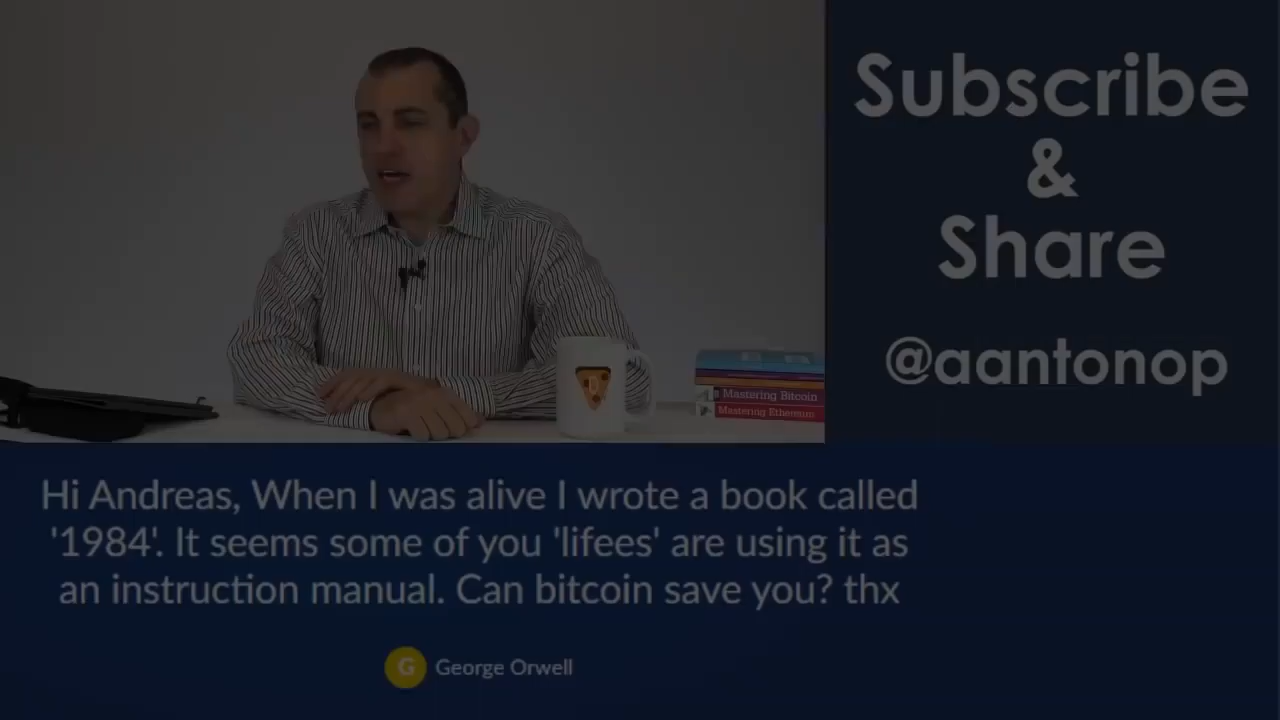 Subscribe
&
Share
@aantonop
Mastering Bitcoin
Mastering Ethereum
Hi Andreas, When I was alive I wrote a book called
'1984'. It seems some of you 'lifees' are using it as
an instruction manual. Can bitcoin save you? thx
G George Orwell